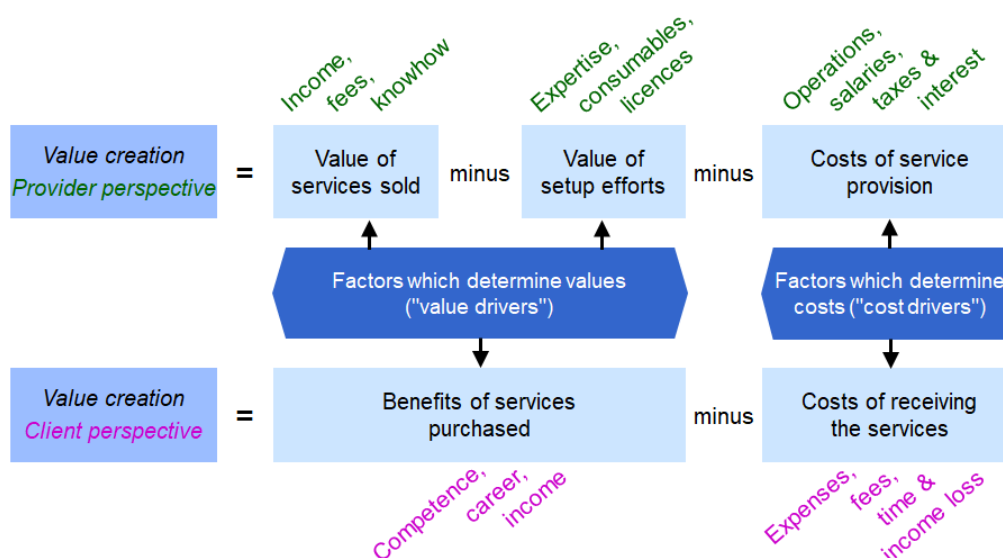 Income,
fees,
knowhow
Expertise,
consumables,
licences
Operations,
salaries,
taxes &
interest
Value creation
Provider perspective
=
Value of
services sold
minus
Value of
setup efforts
minus
Costs of service
provision
Factors which determine values
("value drivers")
Factors which determine
costs ("cost drivers")
Value creation
Client perspective
=
Benefits of services
purchased
minus
Costs of receiving
the services
Competence,
career,
income
Expenses,
fees,
time &
income loss